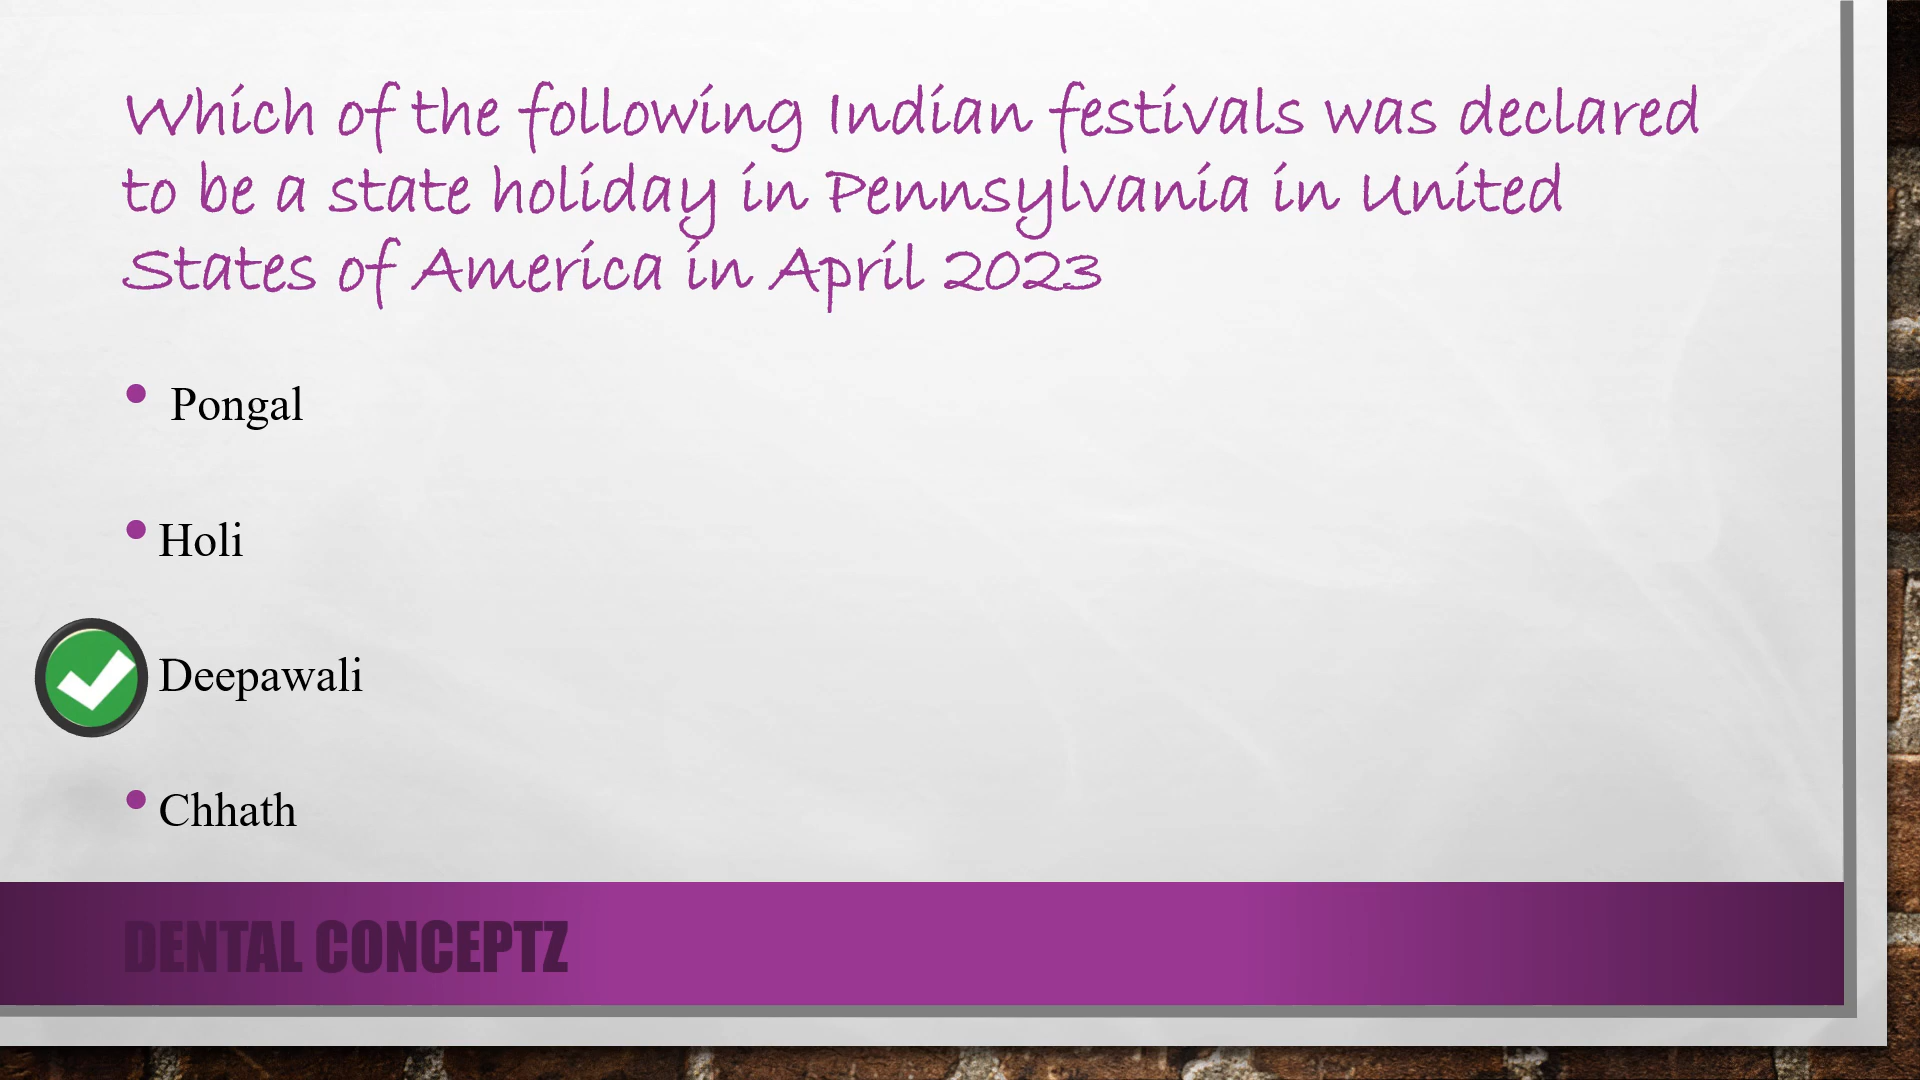 Which of the following Indian festivals was declared
to be a state holiday in Pennsylvania in United
States of America in April 2023
• Pongal
• Holi
Deepawali
• Chhath
DENTAL CONCEPTZ